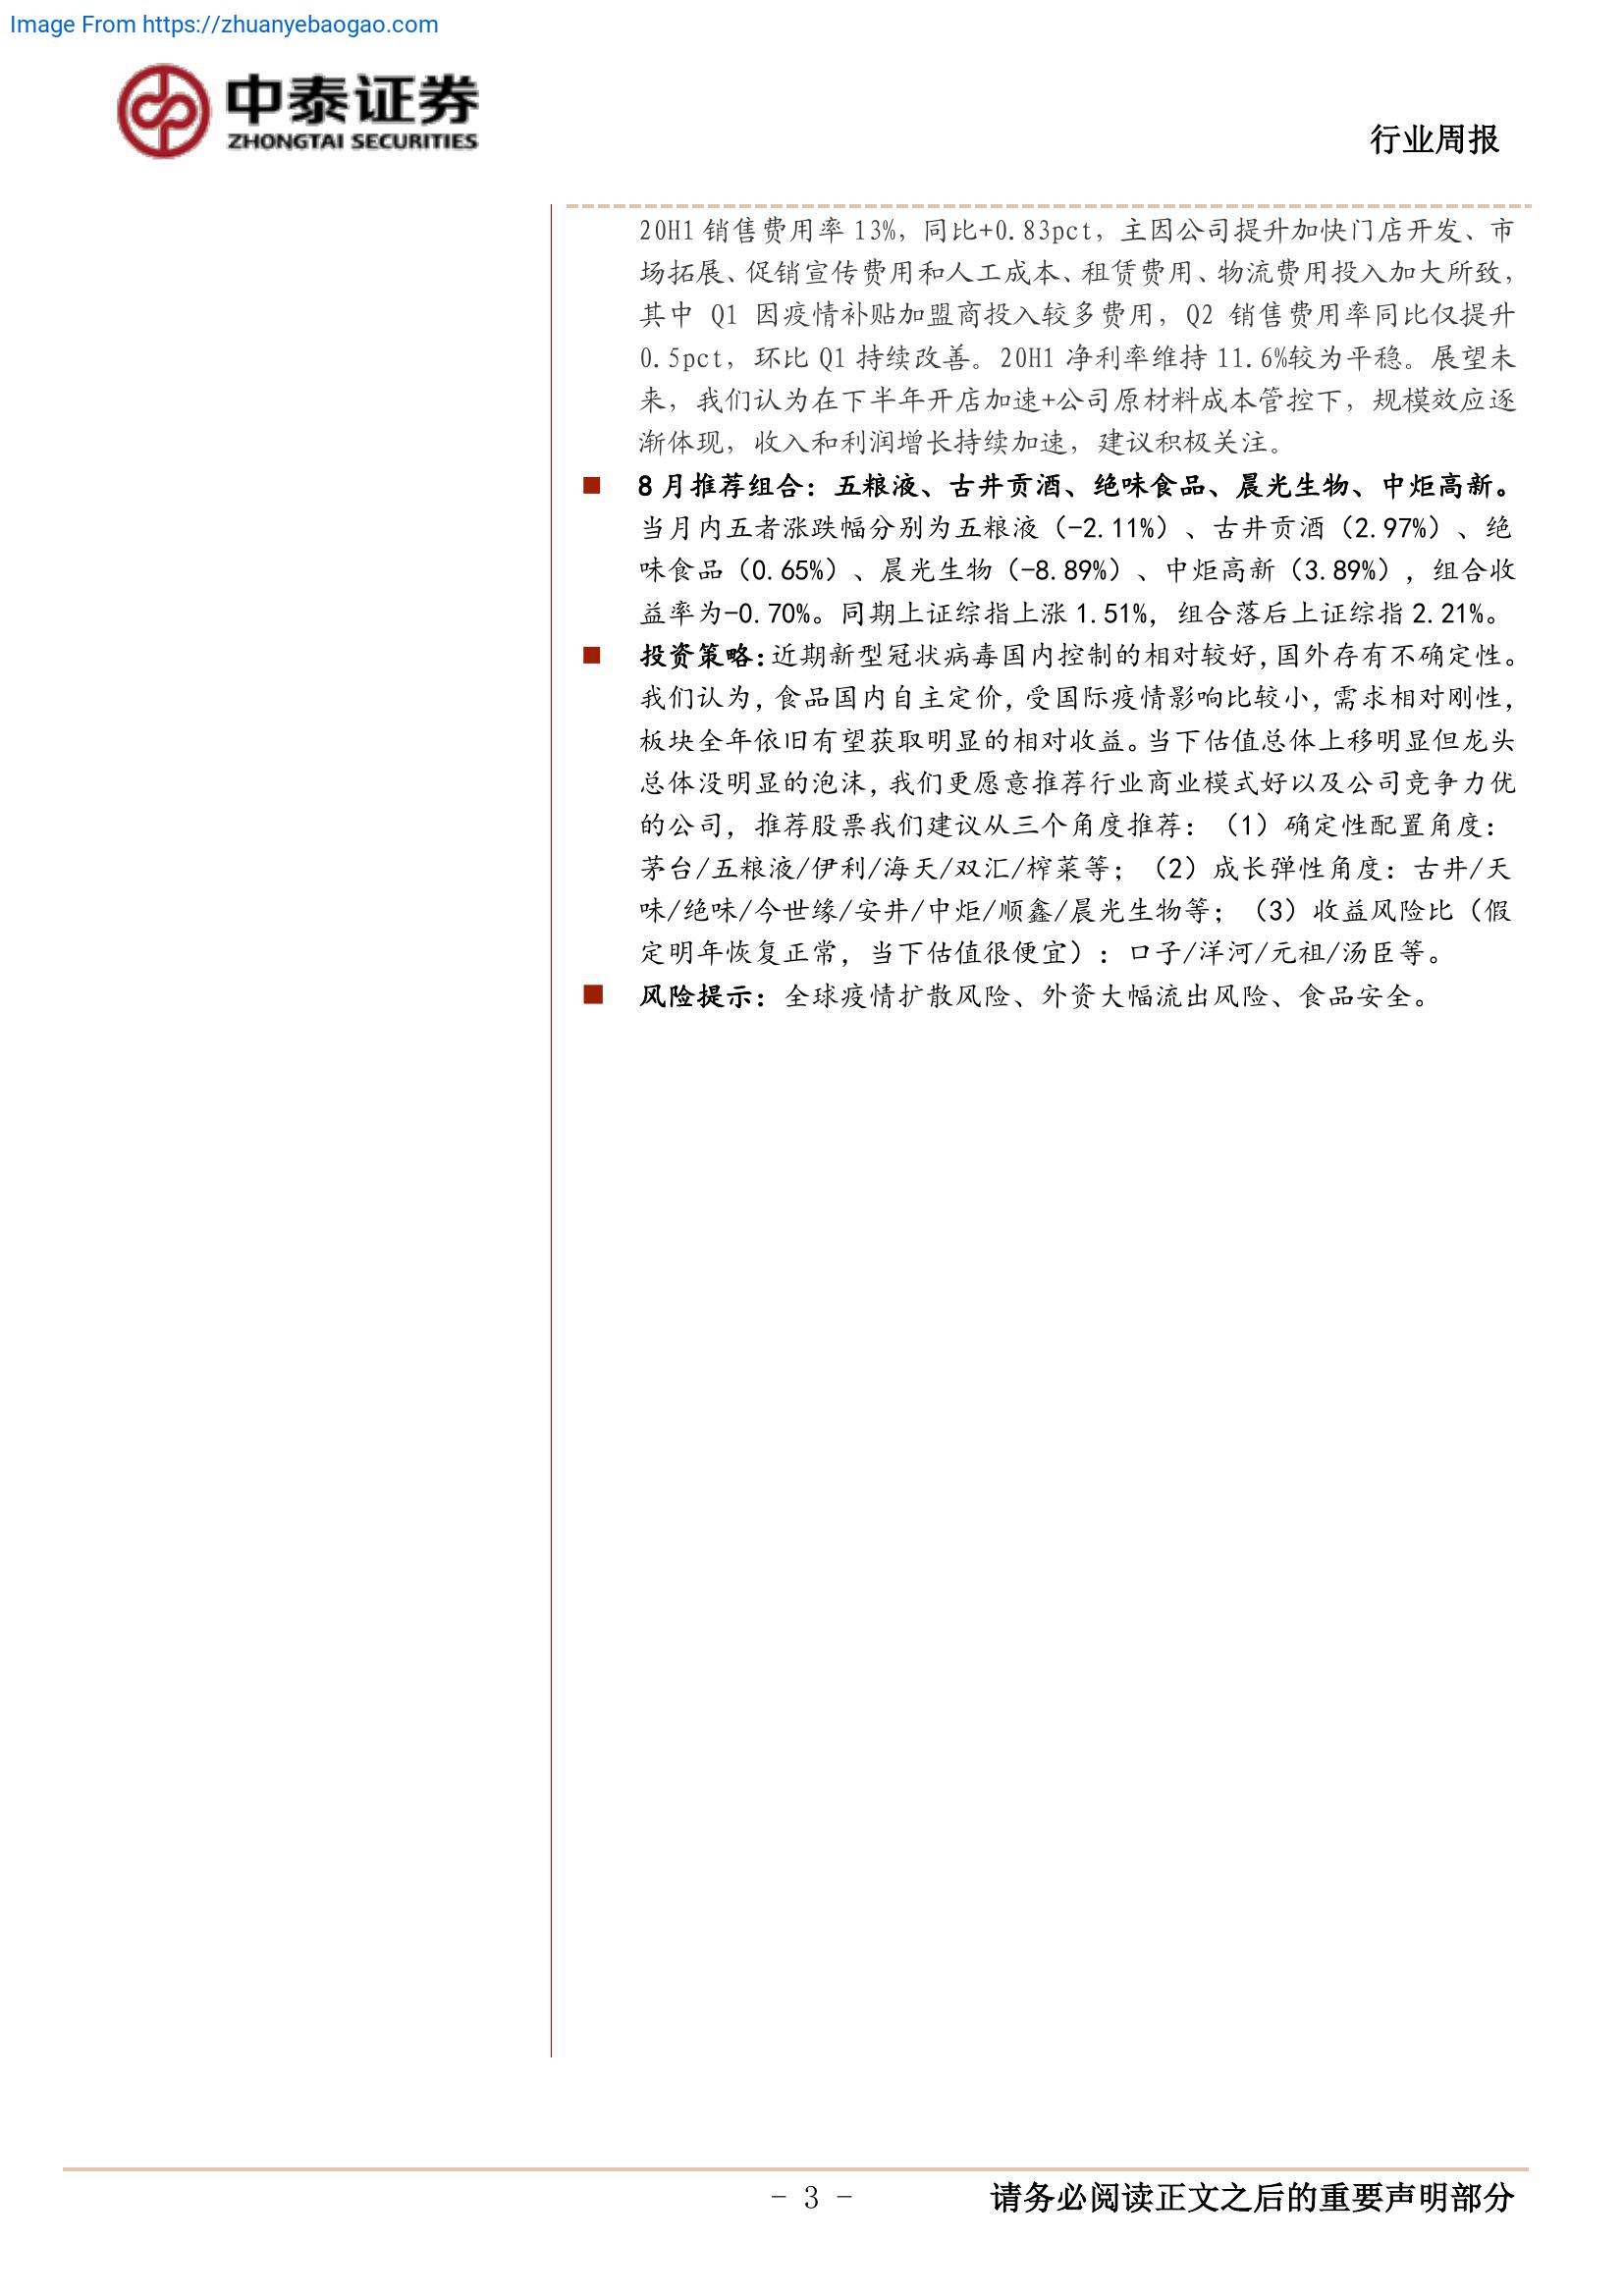 Image From https://zhuanyebaogao.com
中泰证券
ZHONGTAI SECURITIES
行业周报
20H1 销售费用率 13%，同比+0.83pct，主因公司提升加快门店开发、市
场拓展、促销宣传费用和人工成本、租赁费用、物流费用投入加大所致，
其中 Q1 因疫情补贴加盟商投入较多费用，Q2 销售费用率同比仅提升
0.5pct，环比 Q1 持续改善。20H1 净利率维持 11.6%较为平稳。展望未
来，我们认为在下半年开店加速+公司原材料成本管控下，规模效应逐
渐体现，收入和利润增长持续加速，建议积极关注。
■ 8 月推荐组合：五粮液、古井贡酒、绝味食品、晨光生物、中炬高新。
当月内五者涨跌幅分别为五粮液（-2.11%）、古井贡酒（2.97%）、绝
味食品（0.65%）、晨光生物（-8.89%）、中炬高新（3.89%），组合收
益率为-0.70%。同期上证综指上涨 1.51%，组合落后上证综指 2.21%。
■ 投资策略：近期新型冠状病毒国内控制的相对较好，国外存有不确定性。
我们认为，食品国内自主定价，受国际疫情影响比较小，需求相对刚性，
板块全年依旧有望获取明显的相对收益。当下估值总体上移明显但龙头
总体没明显的泡沫，我们更愿意推荐行业商业模式好以及公司竞争力优
的公司，推荐股票我们建议从三个角度推荐：（1）确定性配置角度：
茅台/五粮液/伊利/海天/双汇/榨菜等；（2）成长弹性角度：古井/天
味/绝味/今世缘/安井/中炬/顺鑫/晨光生物等；（3）收益风险比（假
定明年恢复正常，当下估值很便宜）：口子/洋河/元祖/汤臣等。
■ 风险提示：全球疫情扩散风险、外资大幅流出风险、食品安全。
- 3 -
请务必阅读正文之后的重要声明部分